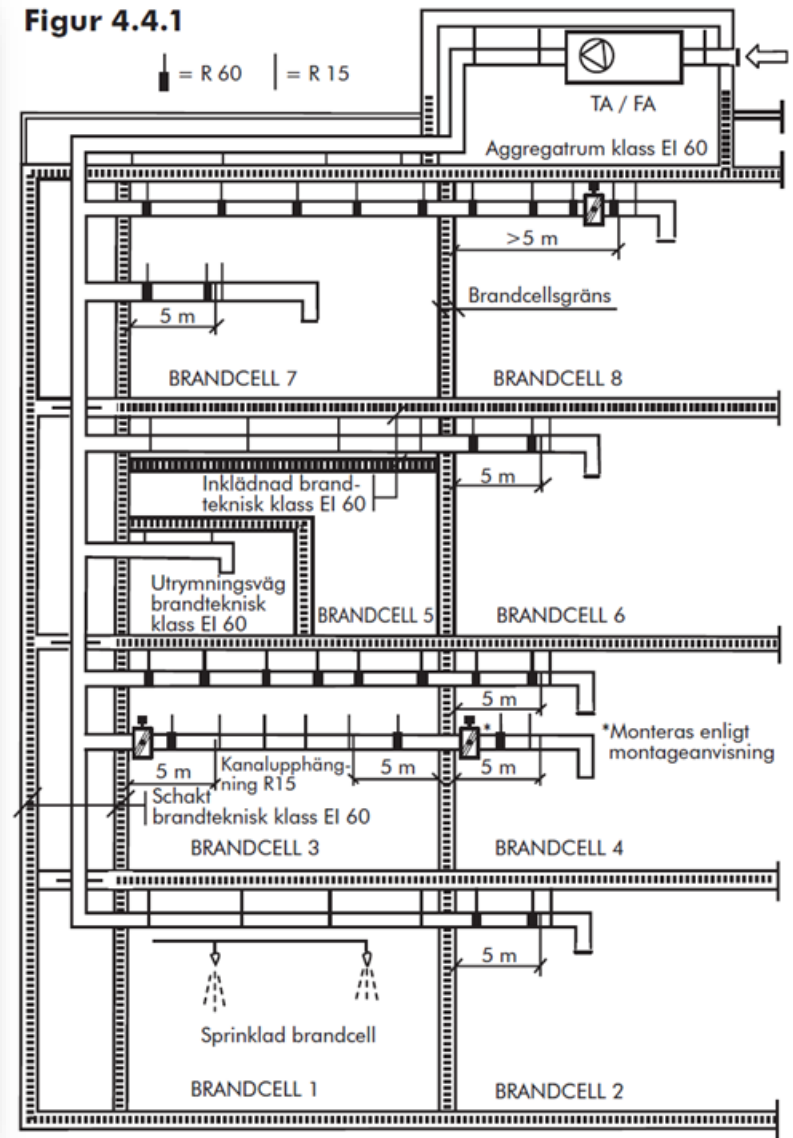 Figur 4.4.1
= R 60
= R 15
TA / FA
Aggregatrum klass EI 60
>5 m
Brandcellsgräns
5 m
BRANDCELL 7
BRANDCELL 8
5 m
Inklädnad brand-
teknisk klass EI 60
Utrymningsväg
brandteknisk
klass EI 60
BRANDCELL 5
BRANDCELL 6
5 m
*
*Monteras enligt
montageanvisning
5 m
Kanalupphäng-
ning R15
5 m
5 m
Schakt
brandteknisk klass EI 60
BRANDCELL 3
BRANDCELL 4
5 m
Sprinklad brandcell
BRANDCELL 1
BRANDCELL 2